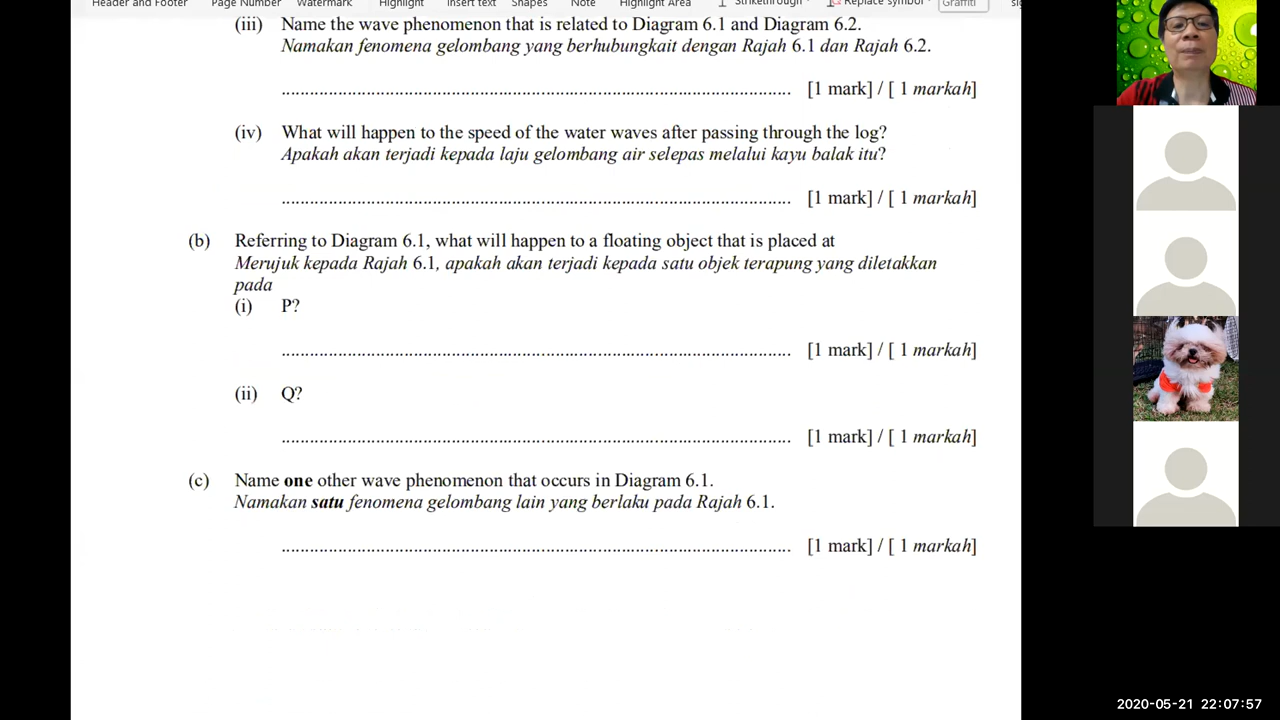 Header and Footer Page Number Watermark Highlight Insert text Shapes Note Highlight Area Strikethrough Replace symbol Graffiti
(iii) Name the wave phenomenon that is related to Diagram 6.1 and Diagram 6.2.
Namakan fenomena gelombang yang berhubungkait dengan Rajah 6.1 dan Rajah 6.2.
.............................................................................................................. [1 mark] / [ 1 markah]
(iv) What will happen to the speed of the water waves after passing through the log?
Apakah akan terjadi kepada laju gelombang air selepas melalui kayu balak itu?
.............................................................................................................. [1 mark] / [ 1 markah]
(b) Referring to Diagram 6.1, what will happen to a floating object that is placed at
Merujuk kepada Rajah 6.1, apakah akan terjadi kepada satu objek terapung yang diletakkan
pada
(i) P?
.............................................................................................................. [1 mark] / [ 1 markah]
(ii) Q?
.............................................................................................................. [1 mark] / [ 1 markah]
(c) Name one other wave phenomenon that occurs in Diagram 6.1.
Namakan satu fenomena gelombang lain yang berlaku pada Rajah 6.1.
.............................................................................................................. [1 mark] / [ 1 markah]
2020-05-21 22:07:57